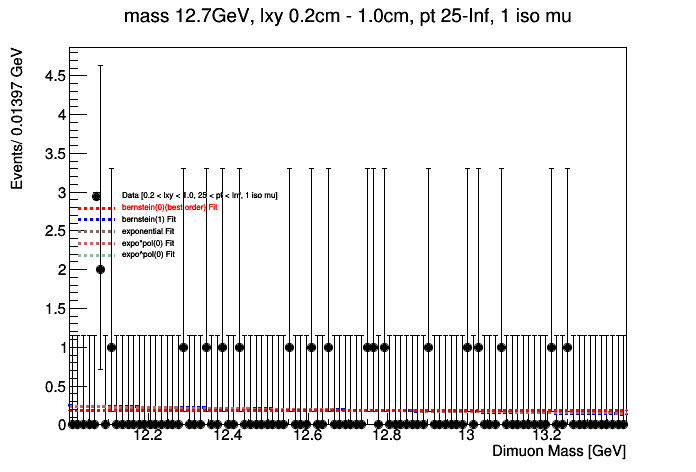 mass 12.7GeV, lxy 0.2cm - 1.0cm, pt 25-Inf, 1 iso mu
Events/ 0.01397 GeV
4.5
4
3.5
3
2.5
2
1.5
1
0.5
0
Data [0.2 < lxy < 1.0, 25 < pt < Inf, 1 iso mu]
bernstein(0)(best order) Fit
bernstein(1) Fit
exponential Fit
expo*pol(0) Fit
expo^pol(0) Fit
12.2 12.4 12.6 12.8 13 13.2
Dimuon Mass [GeV]